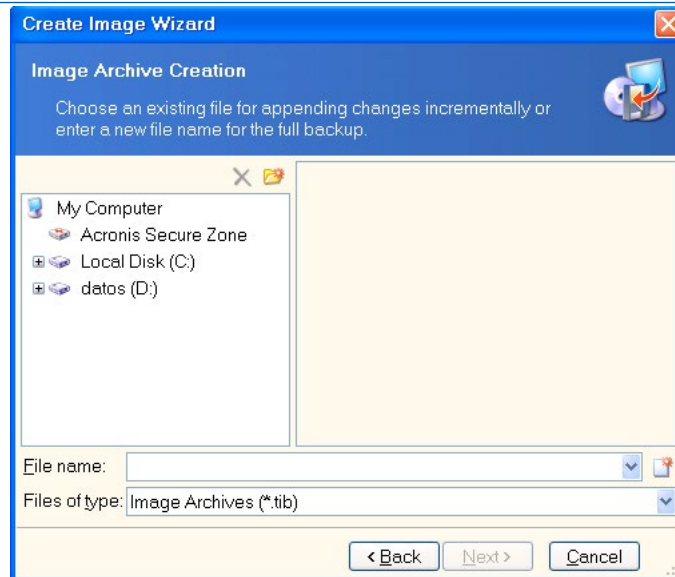 Create Image Wizard
Image Archive Creation
Choose an existing file for appending changes incrementally or
enter a new file name for the full backup.
My Computer
Acronis Secure Zone
Local Disk (C:)
datos (D:)
File name:
Files of type: Image Archives (*.tib)
< Back Next > Cancel